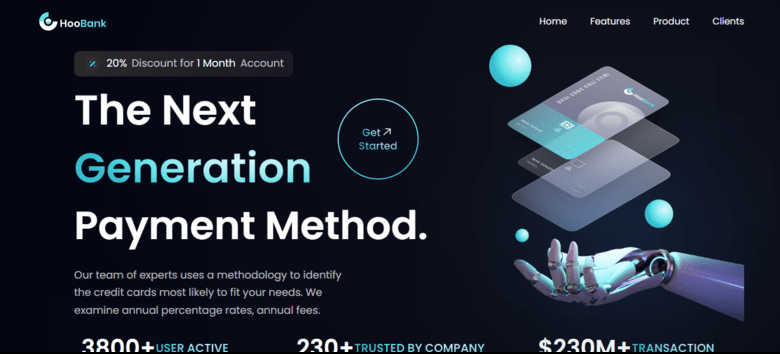 HooBank
Home Features Product Clients
20% Discount for 1 Month Account
The Next
Generation
Payment Method.
Get
Started
Our team of experts uses a methodology to identify
the credit cards most likely to fit your needs. We
examine annual percentage rates, annual fees.
3800+ USER ACTIVE
230+ TRUSTED BY COMPANY
$230M+ TRANSACTION
HooBank